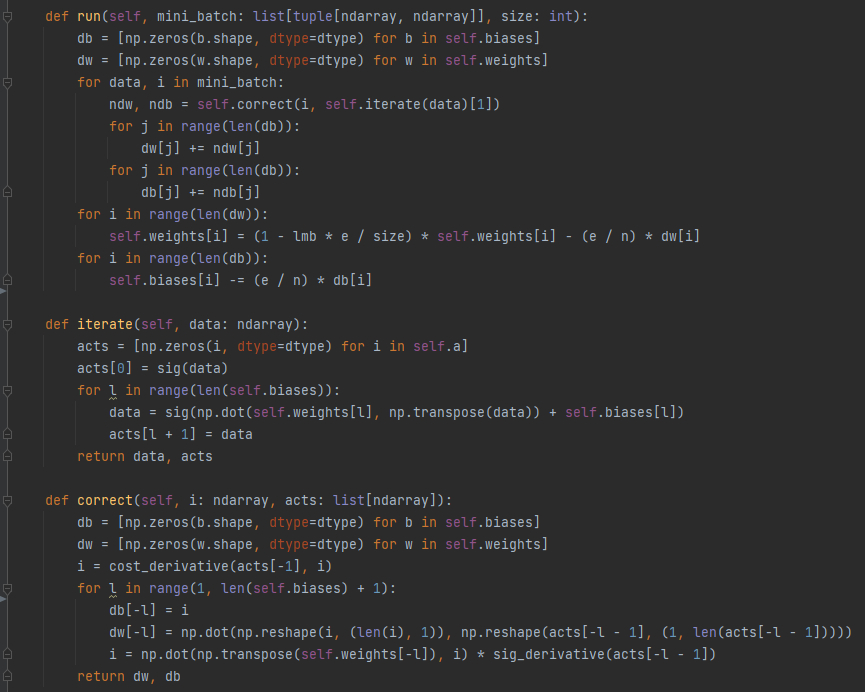 def run(self, mini_batch: list[tuple[ndarray, ndarray]], size: int):
    db = [np.zeros(b.shape, dtype=dtype) for b in self.biases]
    dw = [np.zeros(w.shape, dtype=dtype) for w in self.weights]
    for data, i in mini_batch:
        ndw, ndb = self.correct(i, self.iterate(data)[1])
        for j in range(len(db)):
            dw[j] += ndw[j]
        for j in range(len(db)):
            db[j] += ndb[j]
    for i in range(len(dw)):
        self.weights[i] = (1 - lmb * e / size) * self.weights[i] - (e / n) * dw[i]
    for i in range(len(db)):
        self.biases[i] -= (e / n) * db[i]

def iterate(self, data: ndarray):
    acts = [np.zeros(i, dtype=dtype) for i in self.a]
    acts[0] = sig(data)
    for l in range(len(self.biases)):
        data = sig(np.dot(self.weights[l], np.transpose(data)) + self.biases[l])
        acts[l + 1] = data
    return data, acts

def correct(self, i: ndarray, acts: list[ndarray]):
    db = [np.zeros(b.shape, dtype=dtype) for b in self.biases]
    dw = [np.zeros(w.shape, dtype=dtype) for w in self.weights]
    i = cost_derivative(acts[-1], i)
    for l in range(1, len(self.biases) + 1):
        db[-l] = i
        dw[-l] = np.dot(np.reshape(i, (len(i), 1)), np.reshape(acts[-l - 1], (1, len(acts[-l - 1]))))
        i = np.dot(np.transpose(self.weights[-l]), i) * sig_derivative(acts[-l - 1])
    return dw, db